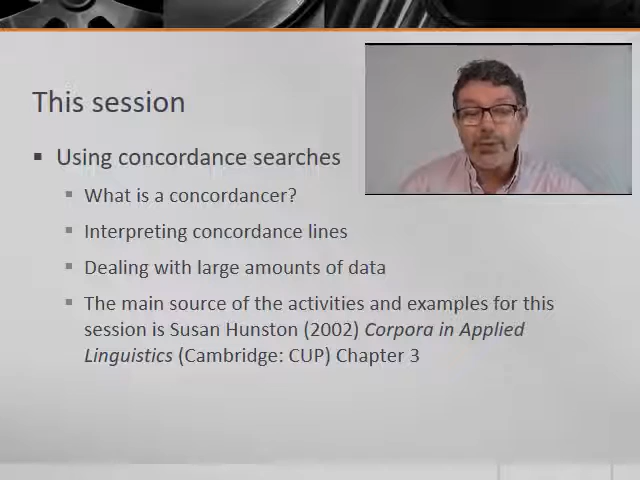 This session
Using concordance searches
What is a concordancer?
Interpreting concordance lines
Dealing with large amounts of data
The main source of the activities and examples for this
session is Susan Hunston (2002) Corpora in Applied
Linguistics (Cambridge: CUP) Chapter 3